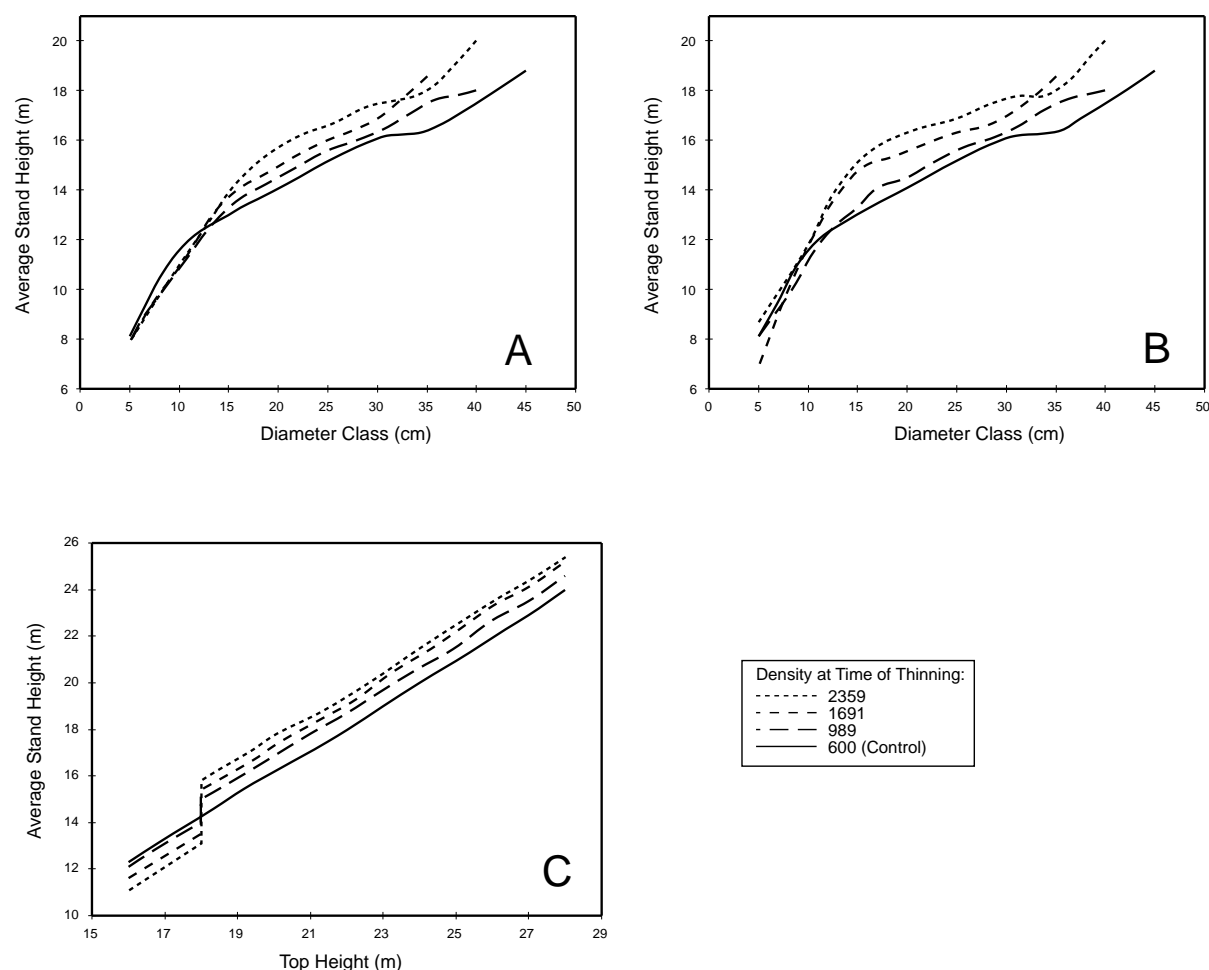 20
18
16
14
12
10
8
6
Average Stand Height (m)
0 5 10 15 20 25 30 35 40 45 50
Diameter Class (cm)
A
20
18
16
14
12
10
8
6
Average Stand Height (m)
0 5 10 15 20 25 30 35 40 45 50
Diameter Class (cm)
B
26
24
22
20
18
16
14
12
10
Average Stand Height (m)
15 17 19 21 23 25 27 29
Top Height (m)
C
Density at Time of Thinning:
2359
1691
989
600 (Control)